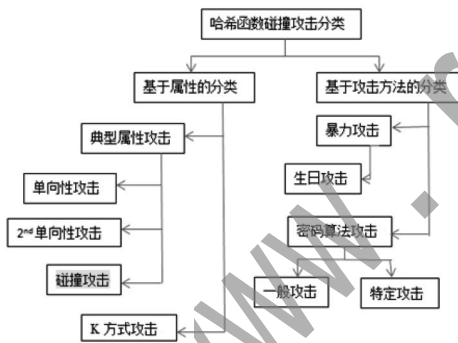 哈希函数碰撞攻击分类
基于属性的分类
基于攻击方法的分类
典型属性攻击
暴力攻击
单向性攻击
生日攻击
2nd单向性攻击
密码算法攻击
碰撞攻击
一般攻击
特定攻击
K 方式攻击
www.